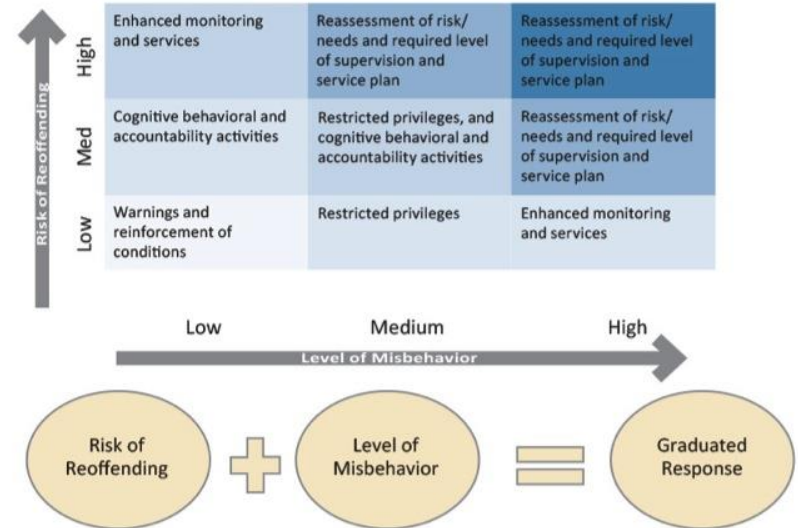 Risk of Reoffending
High
Enhanced monitoring
and services
Reassessment of risk/
needs and required level
of supervision and
service plan
Reassessment of risk/
needs and required level
of supervision and
service plan
Med
Cognitive behavioral and
accountability activities
Restricted privileges, and
cognitive behavioral and
accountability activities
Reassessment of risk/
needs and required level
of supervision and
service plan
Low
Warnings and
reinforcement of
conditions
Restricted privileges
Enhanced monitoring
and services
Low
Medium
High
Level of Misbehavior
Risk of
Reoffending
+
Level of
Misbehavior
=
Graduated
Response